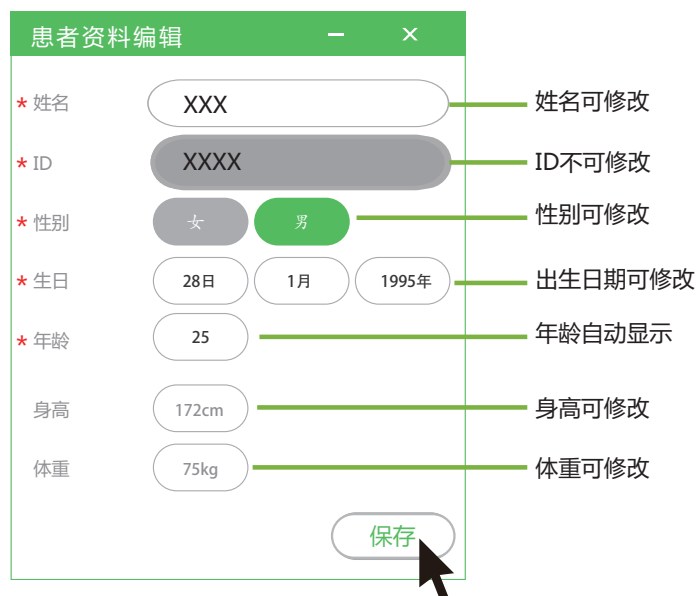 患者资料编辑 − ×
* 姓名 XXX 姓名可修改
* ID XXXX ID不可修改
* 性别 女 男 性别可修改
* 生日 28日 1月 1995年 出生日期可修改
* 年龄 25 年龄自动显示
身高 172cm 身高可修改
体重 75kg 体重可修改
保存